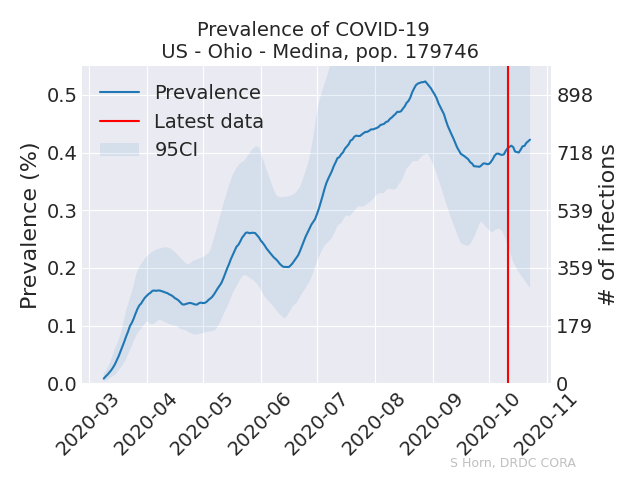 Prevalence of COVID-19
US - Ohio - Medina, pop. 179746
Prevalence
Latest data
95CI
Prevalence (%)
0.5
0.4
0.3
0.2
0.1
0.0
898
718
539
359
179
0
# of infections
2020-03
2020-04
2020-05
2020-06
2020-07
2020-08
2020-09
2020-10
2020-11
S Horn, DRDC CORA